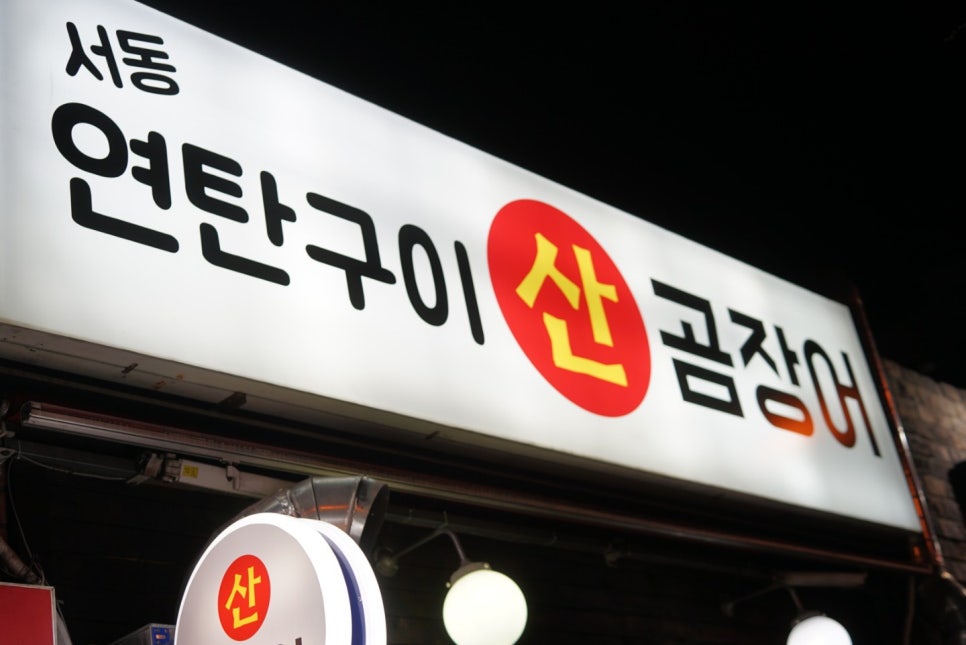 서동
연탄구이 산 곰장어
산